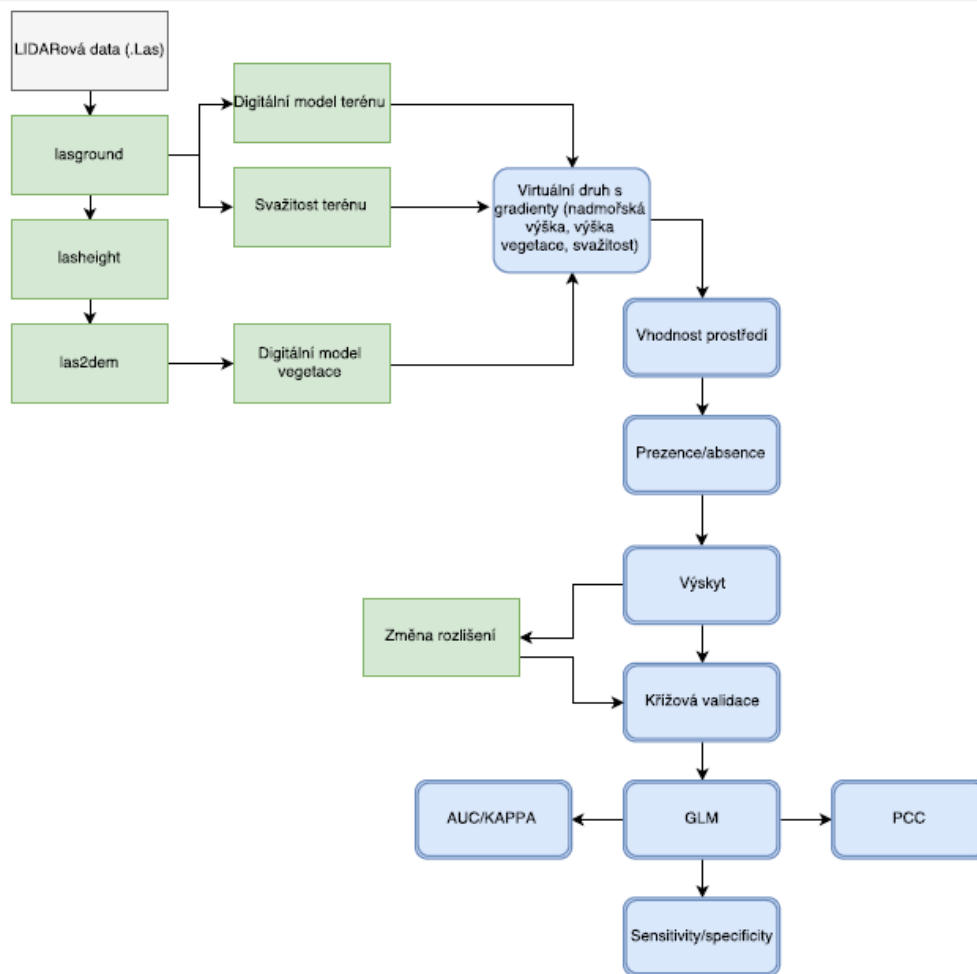 LIDARová data (.Las)
lasground
lasheight
las2dem
Digitální model terénu
Svažitost terénu
Digitální model
vegetace
Virtuální druh s
gradienty (nadmořská
výška, výška
vegetace, svažitost)
Vhodnost prostředí
Prezence/absence
Výskyt
Změna rozlišení
Křížová validace
AUC/KAPPA
GLM
PCC
Sensitivity/specificity